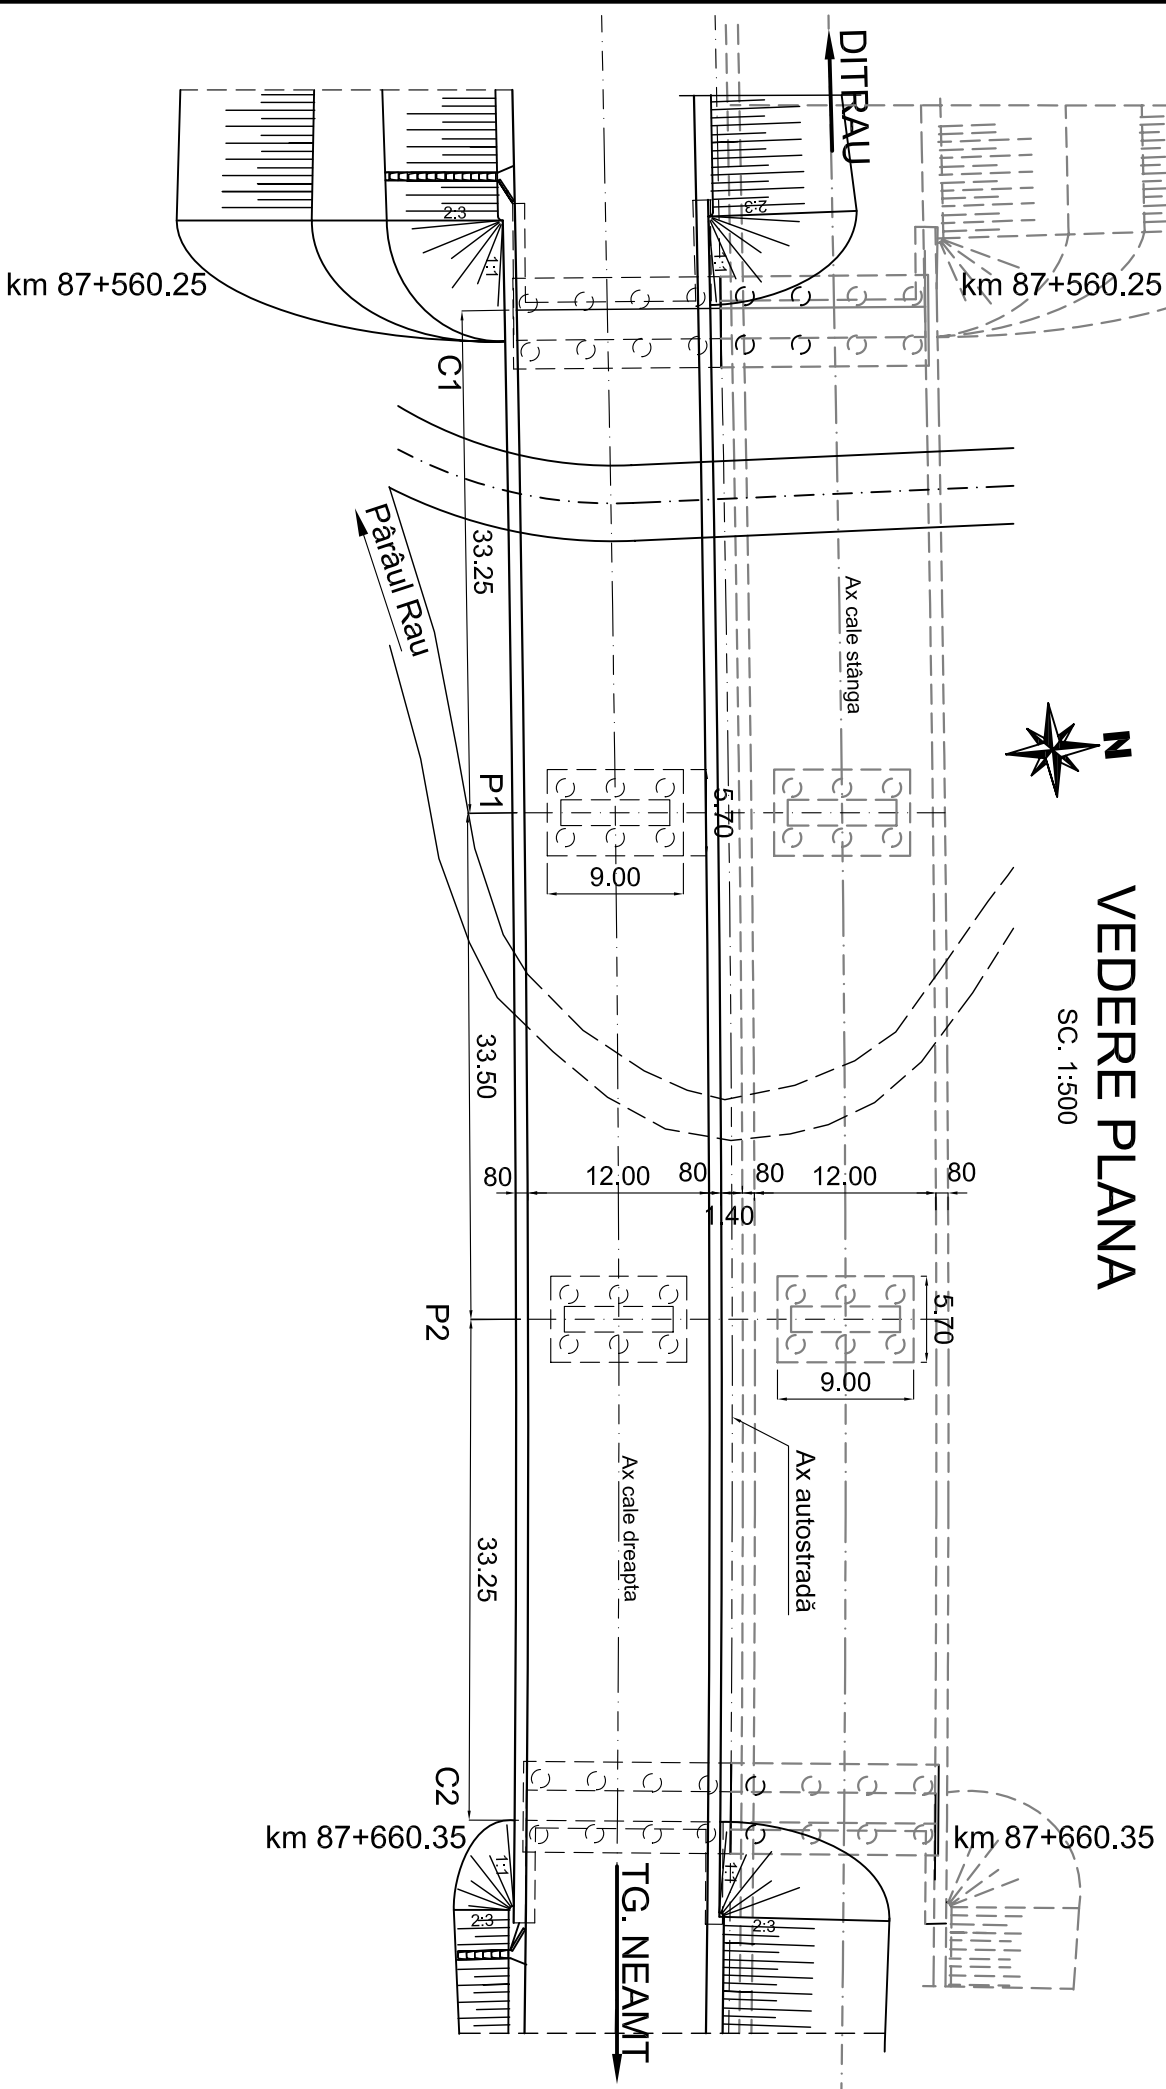 DITRAU
2:3
2:3
1:1
1:1
km 87+560.25
km 87+560.25
C1
33.25
Pârâul Rau
Ax cale stânga
N
VEDERE PLANA
SC. 1:500
P1
5.70
9.00
33.50
80
12.00
80
80
12.00
80
1.40
P2
5.70
9.00
Ax autostradă
Ax cale dreapta
33.25
C2
km 87+660.35
km 87+660.35
1:1
1:1
2:3
2:3
TG. NEAMT